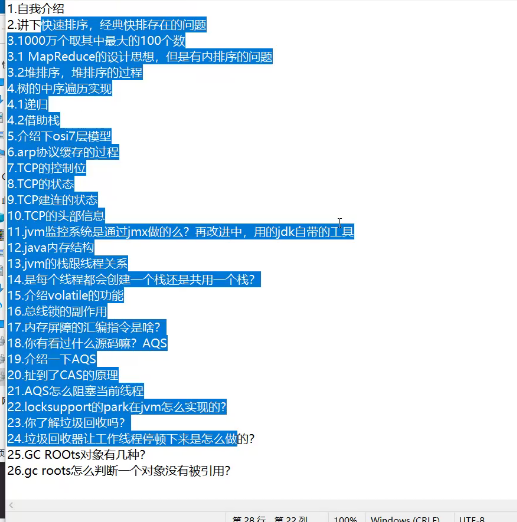 1.自我介绍
2.讲下快速排序，经典快排存在的问题
3.1000万个取其中最大的100个数
3.1 MapReduce的设计思想，但是有内排序的问题
3.2堆排序，堆排序的过程
4.树的中序遍历实现
4.1递归
4.2借助栈
5.介绍下osi7层模型
6.arp协议缓存的过程
7.TCP的控制位
8.TCP的状态
9.TCP建连的状态
10.TCP的头部信息
11.jvm监控系统是通过jmx做的么？再改进中，用的jdk自带的工具
12.java内存结构
13.jvm的栈跟线程关系
14.是每个线程都会创建一个栈还是共用一个栈？
15.介绍volatile的功能
16.总线锁的副作用
17.内存屏障的汇编指令是啥？
18.你有看过什么源码嘛？AQS
19.介绍一下AQS
20.扯到了CAS的原理
21.AQS怎么阻塞当前线程
22.locksupport的park在jvm怎么实现的？
23.你了解垃圾回收吗？
24.垃圾回收器让工作线程停顿下来是怎么做的？
25.GC ROOts对象有几种？
26.gc roots怎么判断一个对象没有被引用？
第 28 行，第 22 列 100% Windows (CRLF) UTF-8